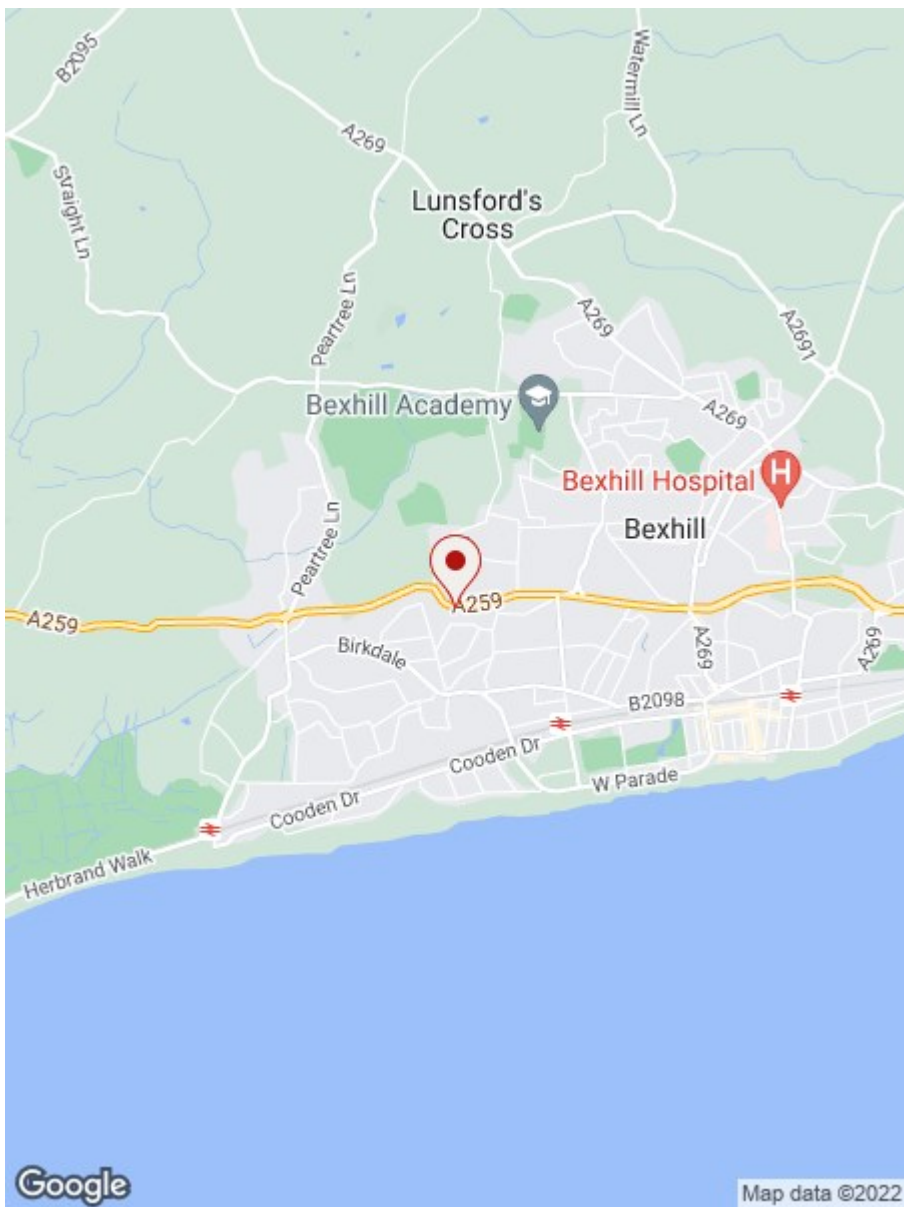 B2095
A269
Watermill Ln
Straight Ln
Lunsford's
Cross
Peartree Ln
A269
A2691
Bexhill Academy
A269
Bexhill Hospital
H
Bexhill
Peartree Ln
A259
A259
A269
A269
Birkdale
B2098
Cooden Dr
W Parade
Cooden Dr
Herbrand Walk
Google
Map data ©2022